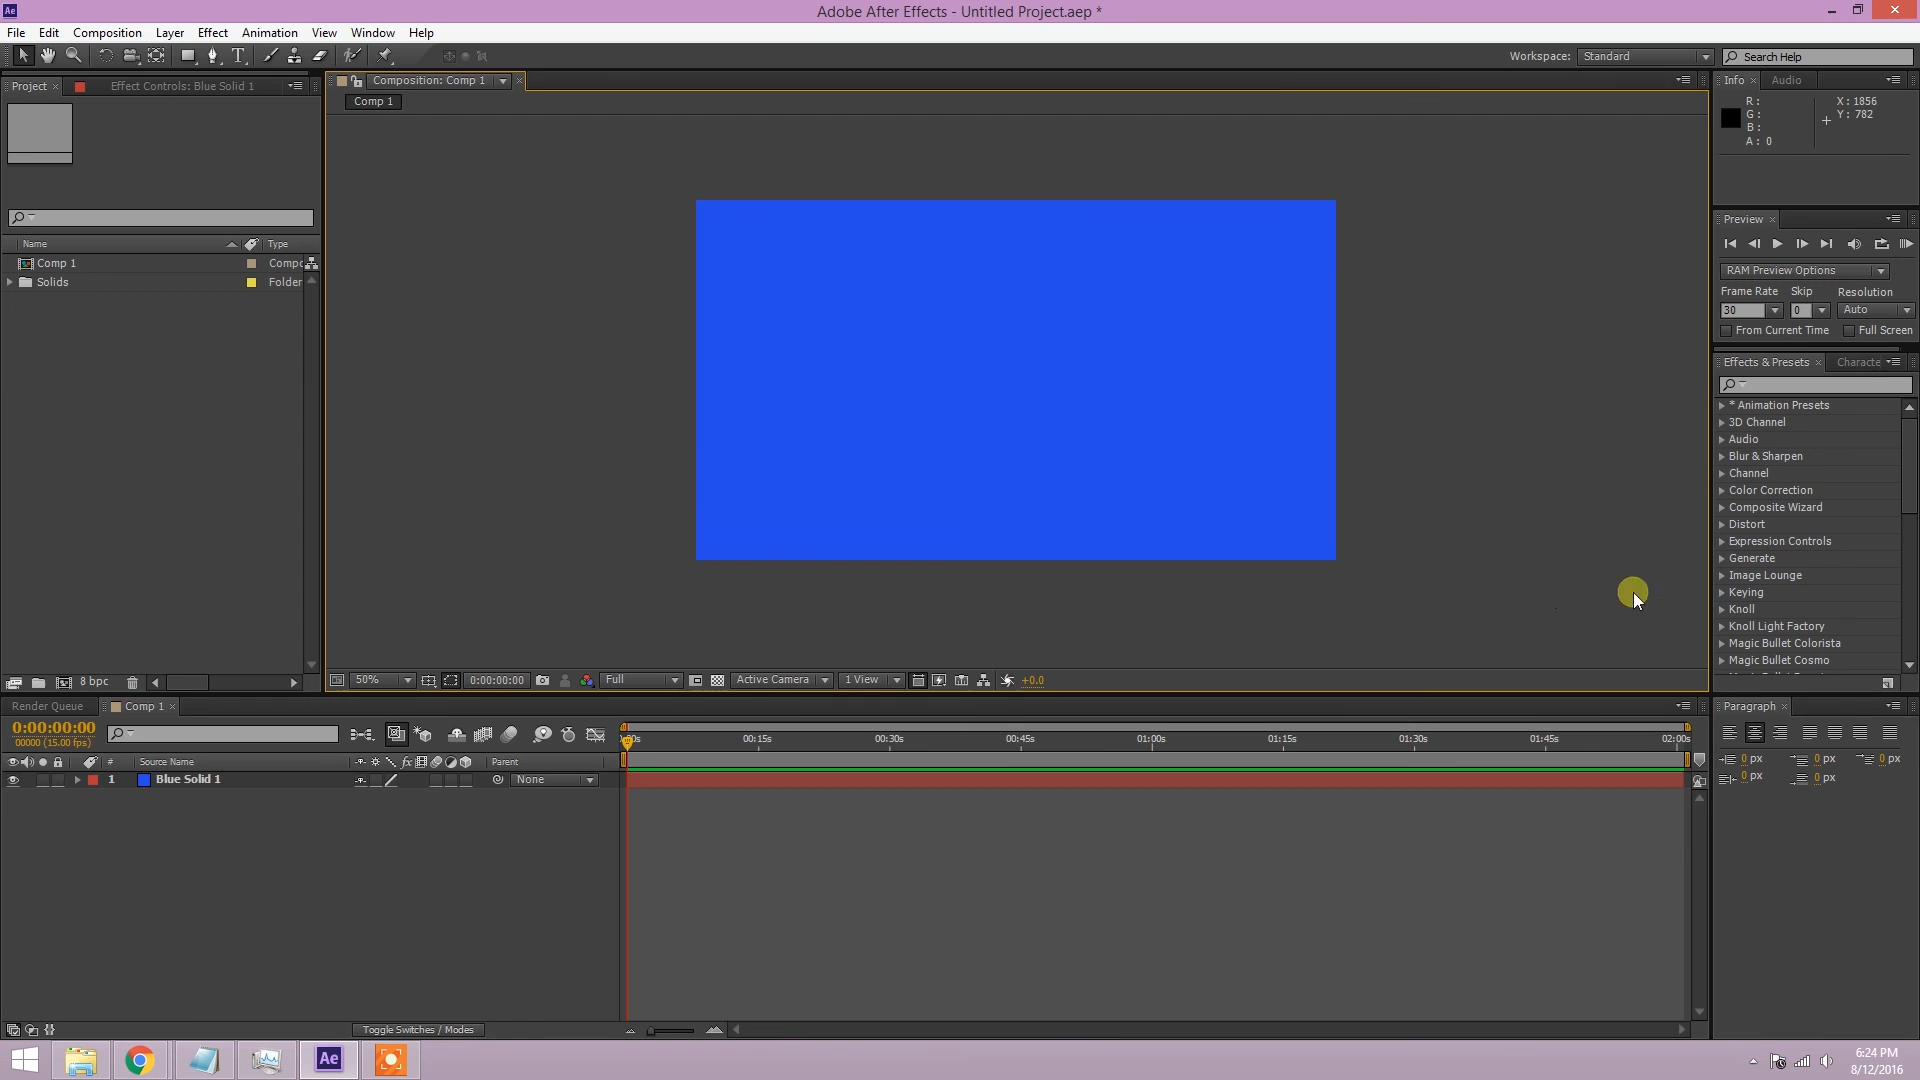 Ae
Adobe After Effects - Untitled Project.aep *
File Edit Composition Layer Effect Animation View Window Help
Workspace: Standard Search Help
Project Effect Controls: Blue Solid 1
Composition: Comp 1
Comp 1
Info Audio
R: X: 1856
G: Y: 782
B:
A: 0
Name Type
Comp 1 Compo
Solids Folder
8 bpc
Preview
RAM Preview Options
Frame Rate Skip Resolution
30 0 Auto
From Current Time Full Screen
Effects & Presets Characte
* Animation Presets
3D Channel
Audio
Blur & Sharpen
Channel
Color Correction
Composite Wizard
Distort
Expression Controls
Generate
Image Lounge
Keying
Knoll
Knoll Light Factory
Magic Bullet Colorista
Magic Bullet Cosmo
50% 0:00:00:00 Full Active Camera 1 View +0.0
Render Queue Comp 1
0:00:00:00
00000 (15.00 fps)
00:15s 00:30s 00:45s 01:00s 01:15s 01:30s 01:45s 02:00s
# Source Name fx Parent
1 Blue Solid 1 None
Toggle Switches / Modes
Paragraph
0 px 0 px 0 px
0 px 0 px
Ae
6:24 PM
8/12/2016